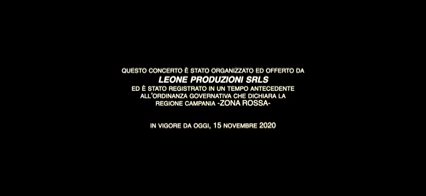 QUESTO CONCERTO È STATO ORGANIZZATO ED OFFERTO DA
LEONE PRODUZIONI SRLS
ED È STATO REGISTRATO IN UN TEMPO ANTECEDENTE
ALL'ORDINANZA GOVERNATIVA CHE DICHIARA LA
REGIONE CAMPANIA -ZONA ROSSA-
IN VIGORE DA OGGI, 15 NOVEMBRE 2020